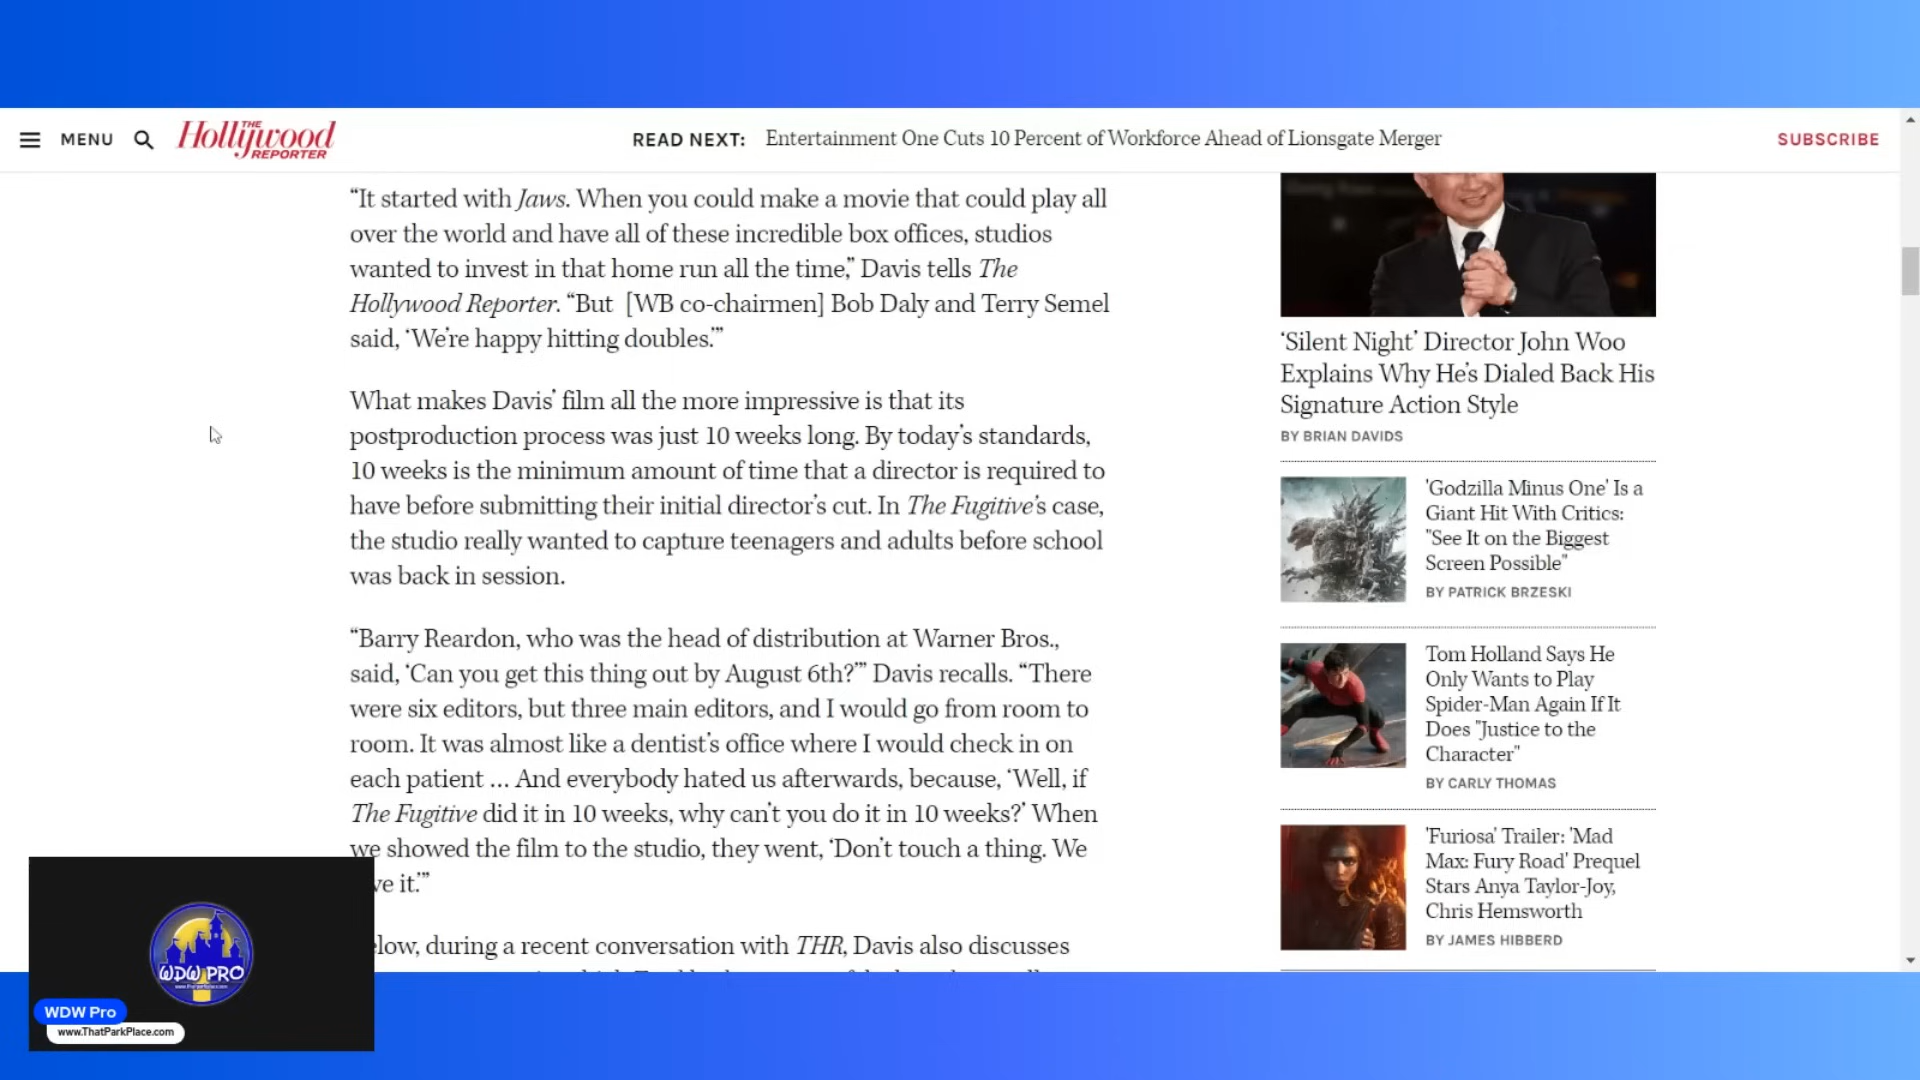 MENU
THE
Hollywood
REPORTER
READ NEXT: Entertainment One Cuts 10 Percent of Workforce Ahead of Lionsgate Merger
SUBSCRIBE
“It started with Jaws. When you could make a movie that could play all
over the world and have all of these incredible box offices, studios
wanted to invest in that home run all the time,” Davis tells The
Hollywood Reporter. “But [WB co-chairmen] Bob Daly and Terry Semel
said, ‘We’re happy hitting doubles.’”
What makes Davis’ film all the more impressive is that its
postproduction process was just 10 weeks long. By today’s standards,
10 weeks is the minimum amount of time that a director is required to
have before submitting their initial director’s cut. In The Fugitive’s case,
the studio really wanted to capture teenagers and adults before school
was back in session.
“Barry Reardon, who was the head of distribution at Warner Bros.,
said, ‘Can you get this thing out by August 6th?’” Davis recalls. “There
were six editors, but three main editors, and I would go from room to
room. It was almost like a dentist’s office where I would check in on
each patient … And everybody hated us afterwards, because, ‘Well, if
The Fugitive did it in 10 weeks, why can’t you do it in 10 weeks?’ When
we showed the film to the studio, they went, ‘Don’t touch a thing. We
ve it.’”
elow, during a recent conversation with THR, Davis also discusses
‘Silent Night’ Director John Woo
Explains Why He’s Dialed Back His
Signature Action Style
BY BRIAN DAVIDS
‘Godzilla Minus One’ Is a
Giant Hit With Critics:
"See It on the Biggest
Screen Possible"
BY PATRICK BRZESKI
Tom Holland Says He
Only Wants to Play
Spider-Man Again If It
Does "Justice to the
Character"
BY CARLY THOMAS
‘Furiosa’ Trailer: ‘Mad
Max: Fury Road’ Prequel
Stars Anya Taylor-Joy,
Chris Hemsworth
BY JAMES HIBBERD
WDW PRO
WDW Pro
www.ThatParkPlace.com